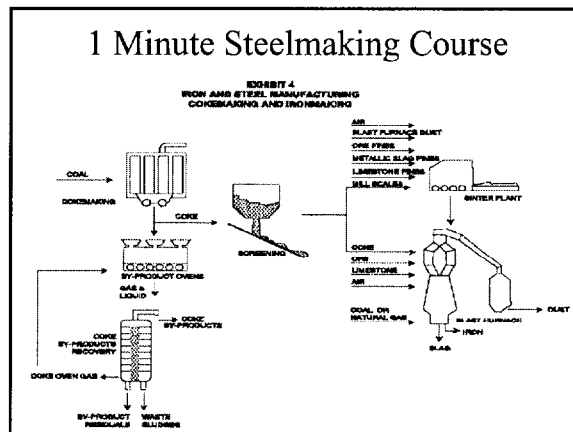 1 Minute Steelmaking Course
EXHIBIT 4
IRON AND STEEL MANUFACTURING
COKEMAKING AND IRONMAKING
AIR
BLAST FURNACE DUST
ORE FINES
METALLIC SLAG FINES
LIMESTONE FINES
MILL SCALES
COAL
COKEMAKING
COKE
SCREENING
SINTER PLANT
BY-PRODUCT OVENS
GAS &
LIQUID
COKE
ORE
LIMESTONE
AIR
COAL OR
NATURAL GAS
BLAST FURNACE
DUST
IRON
SLAG
COKE
BY-PRODUCTS
COKE
BY-PRODUCTS
RECOVERY
COKE OVEN GAS
BY-PRODUCT
RESIDUALS
WASTE
SLUDGES